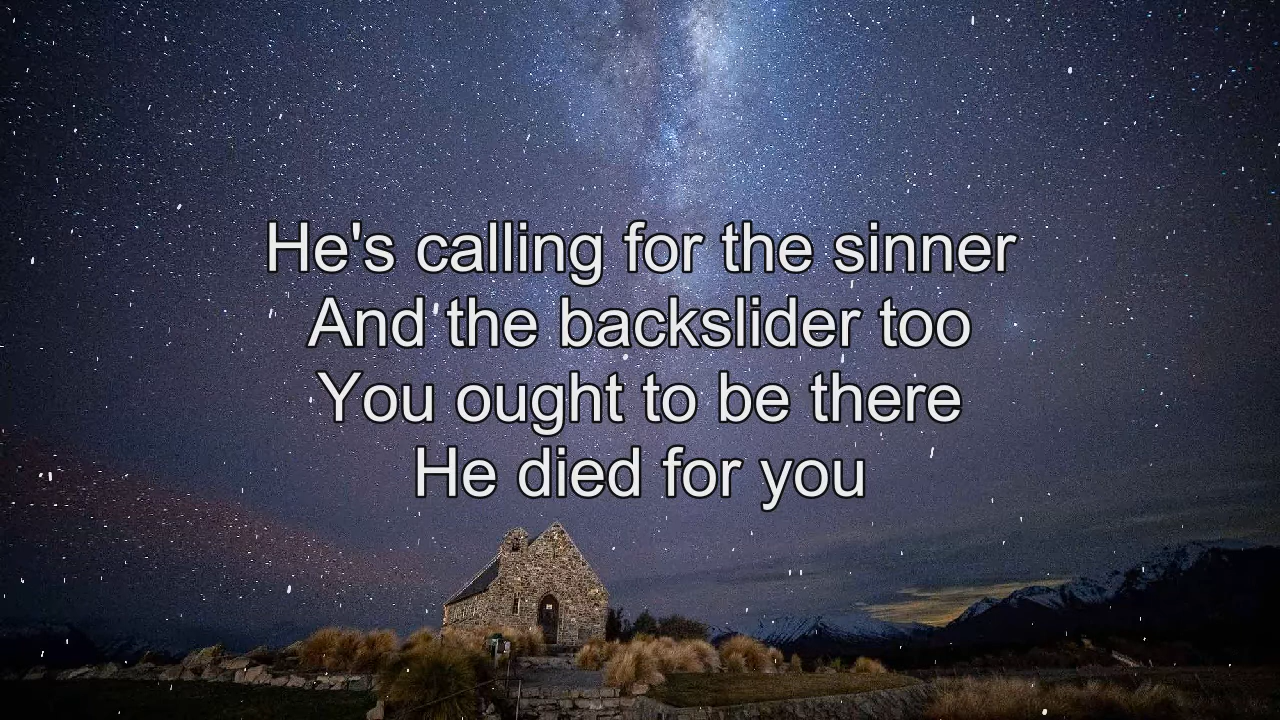 He's calling for the sinner
And the backslider too
You ought to be there
He died for you